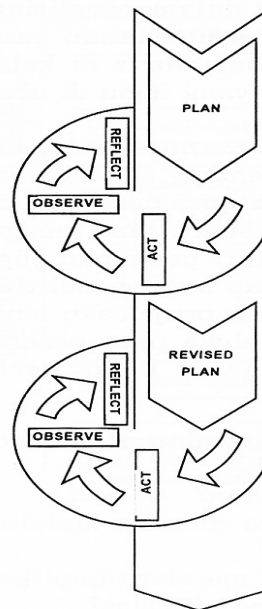 PLAN
ACT
OBSERVE
REFLECT
REVISED
PLAN
ACT
OBSERVE
REFLECT